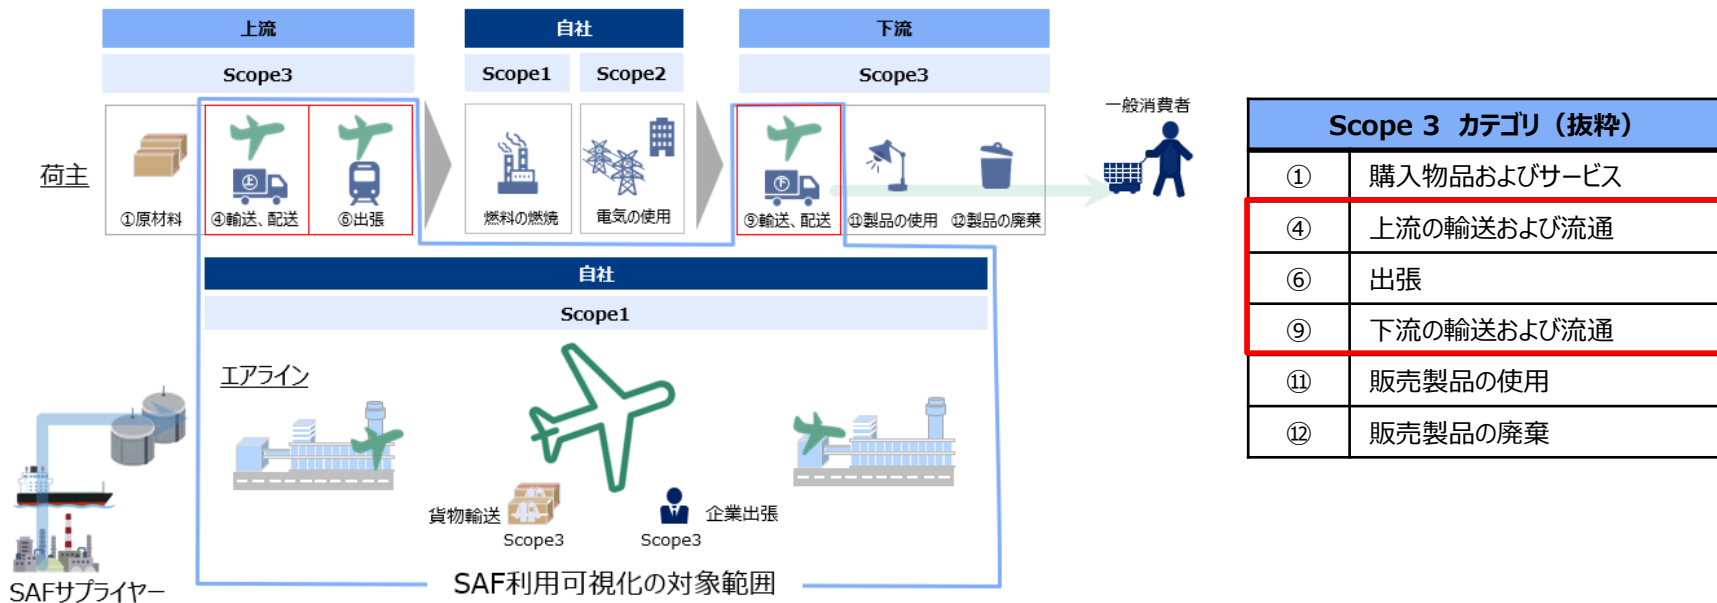 上流
自社
下流
Scope3
Scope1
Scope2
Scope3
一般消費者
荷主
上
下
①原材料
④輸送、配送
⑥出張
燃料の燃焼
電気の使用
⑨輸送、配送
⑪製品の使用
⑫製品の廃棄
自社
Scope1
エアライン
貨物輸送
Scope3
企業出張
Scope3
SAFサプライヤー
SAF利用可視化の対象範囲
Scope 3 カテゴリ（抜粋）
① 購入物品およびサービス
④ 上流の輸送および流通
⑥ 出張
⑨ 下流の輸送および流通
⑪ 販売製品の使用
⑫ 販売製品の廃棄